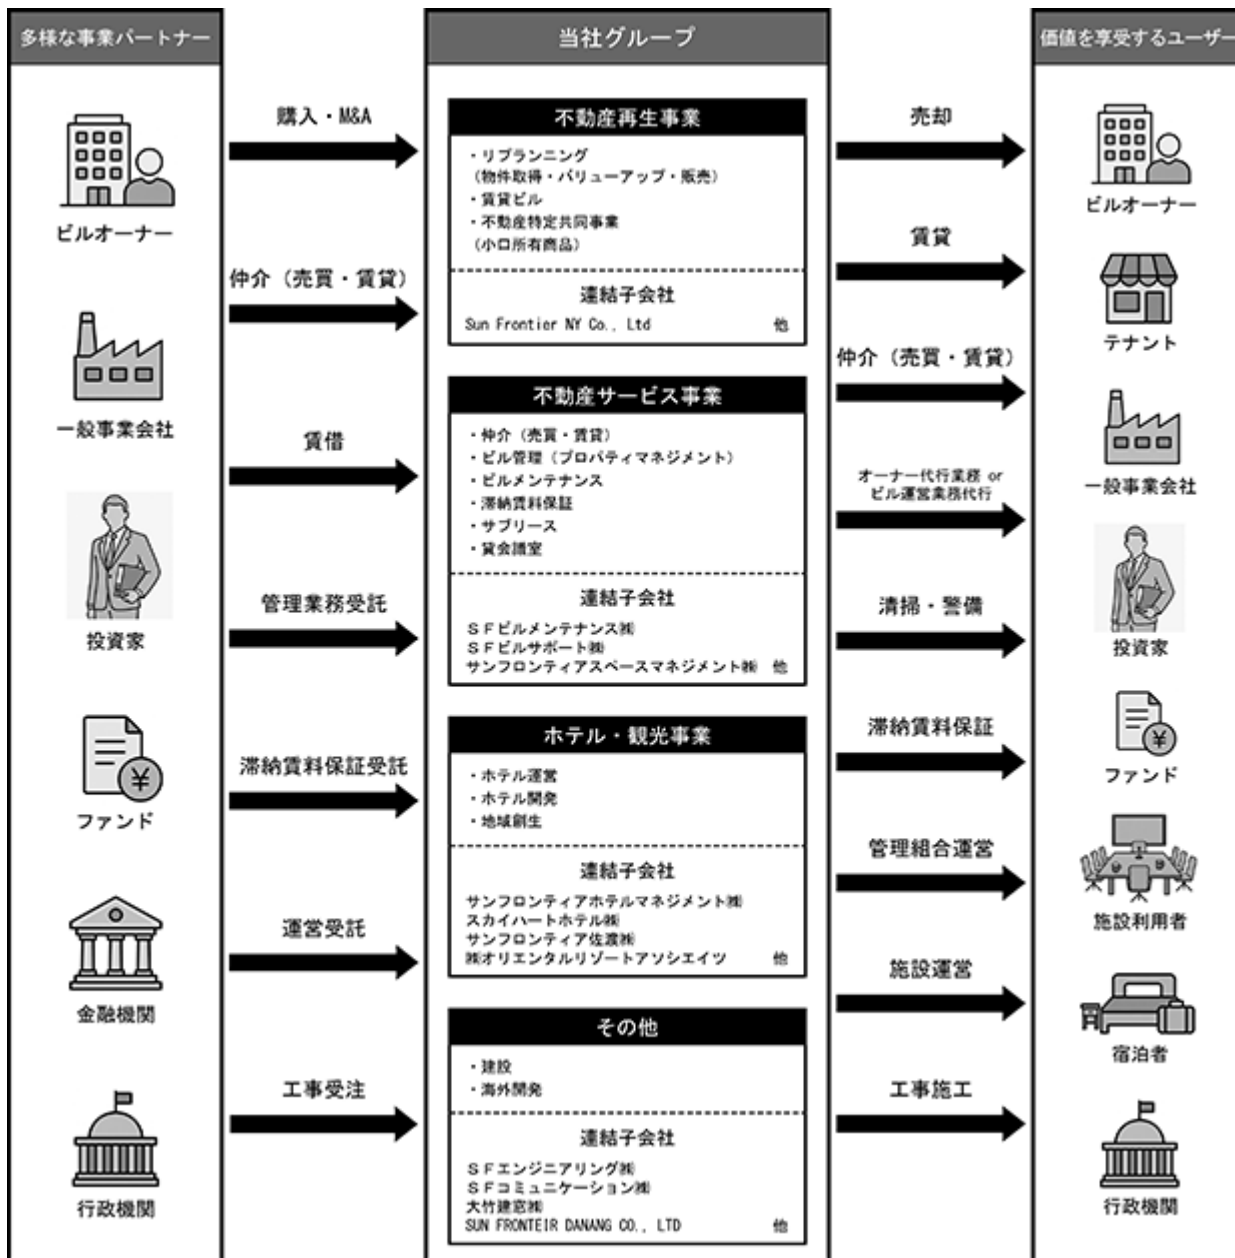 多様な事業パートナー
ビルオーナー
一般事業会社
投資家
ファンド
金融機関
行政機関
購入・M&A
仲介（売買・賃貸）
賃借
管理業務受託
滞納賃料保証受託
運営受託
工事受注
当社グループ
不動産再生事業
・リプランニング
（物件取得・バリューアップ・販売）
・賃貸ビル
・不動産特定共同事業
（小口所有商品）
連結子会社
Sun Frontier NY Co., Ltd 他
不動産サービス事業
・仲介（売買・賃貸）
・ビル管理（プロパティマネジメント）
・ビルメンテナンス
・滞納賃料保証
・サブリース
・貸会議室
連結子会社
ＳＦビルメンテナンス㈱
ＳＦビルサポート㈱
サンフロンティアスペースマネジメント㈱ 他
ホテル・観光事業
・ホテル運営
・ホテル開発
・地域創生
連結子会社
サンフロンティアホテルマネジメント㈱
スカイハートホテル㈱
サンフロンティア佐渡㈱
㈱オリエンタルリゾートアソシエイツ 他
その他
・建設
・海外開発
連結子会社
ＳＦエンジニアリング㈱
ＳＦコミュニケーション㈱
大竹建窓㈱
SUN FRONTEIR DANANG CO., LTD 他
売却
賃貸
仲介（売買・賃貸）
オーナー代行業務 or
ビル運営業務代行
清掃・警備
滞納賃料保証
管理組合運営
施設運営
工事施工
価値を享受するユーザー
ビルオーナー
テナント
一般事業会社
投資家
ファンド
施設利用者
宿泊者
行政機関